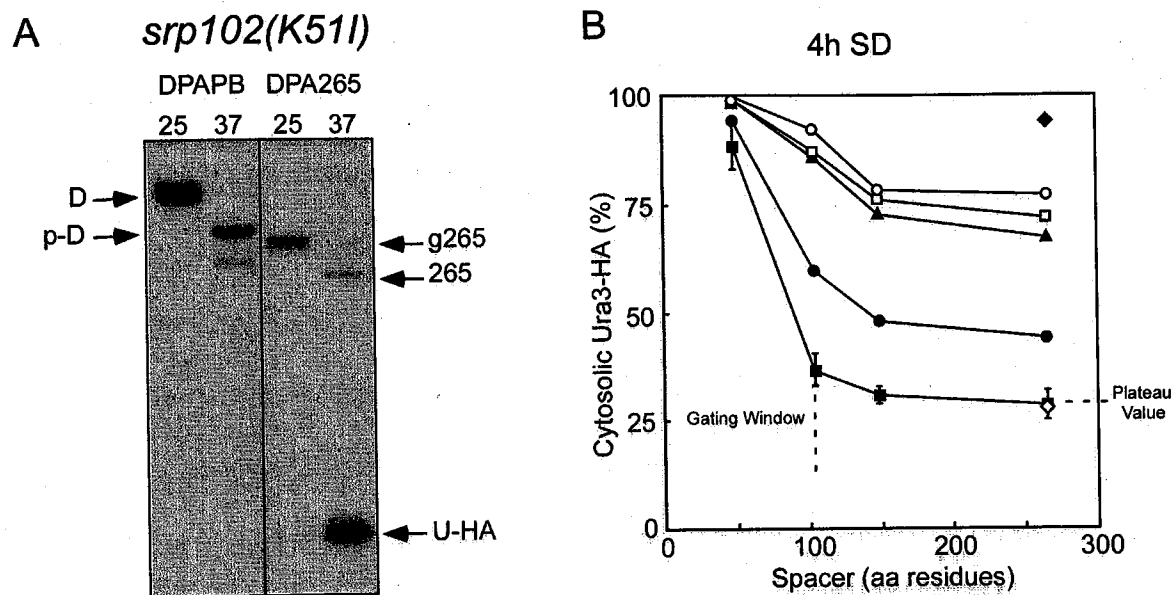 A
srp102(K51I)
DPAPB DPA265
25 37 25 37
D
p-D
g265
265
U-HA
B
4h SD
Cytosolic Ura3-HA (%)
100
75
50
25
0
Gating Window
Plateau
Value
0 100 200 300
Spacer (aa residues)